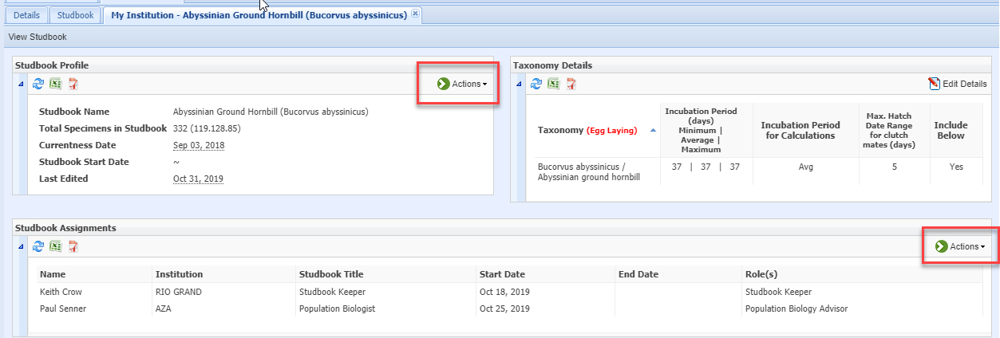 Details Studbook My Institution - Abyssinian Ground Hornbill (Bucorvus abyssinicus)
View Studbook
Studbook Profile
Actions
Studbook Name Abyssinian Ground Hornbill (Bucorvus abyssinicus)
Total Specimens in Studbook 332 (119.128.85)
Currentness Date Sep 03, 2018
Studbook Start Date ~
Last Edited Oct 31, 2019
Taxonomy Details
Edit Details
Taxonomy (Egg Laying)
Incubation Period
(days)
Minimum |
Average |
Maximum
Incubation Period
for Calculations
Max. Hatch
Date Range
for clutch
mates (days)
Include
Below
Bucorvus abyssinicus /
Abyssinian ground hornbill
37 | 37 | 37
Avg
5
Yes
Studbook Assignments
Actions
Name Institution Studbook Title Start Date End Date Role(s)
Keith Crow RIO GRAND Studbook Keeper Oct 18, 2019 Studbook Keeper
Paul Senner AZA Population Biologist Oct 25, 2019 Population Biology Advisor